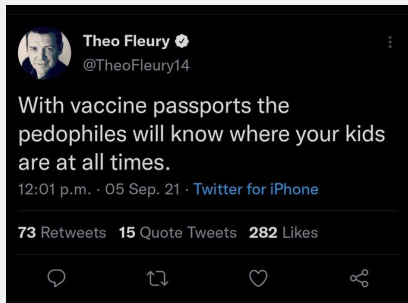 Theo Fleury
@TheoFleury14
With vaccine passports the
pedophiles will know where your kids
are at all times.
12:01 p.m. · 05 Sep. 21 · Twitter for iPhone
73 Retweets 15 Quote Tweets 282 Likes